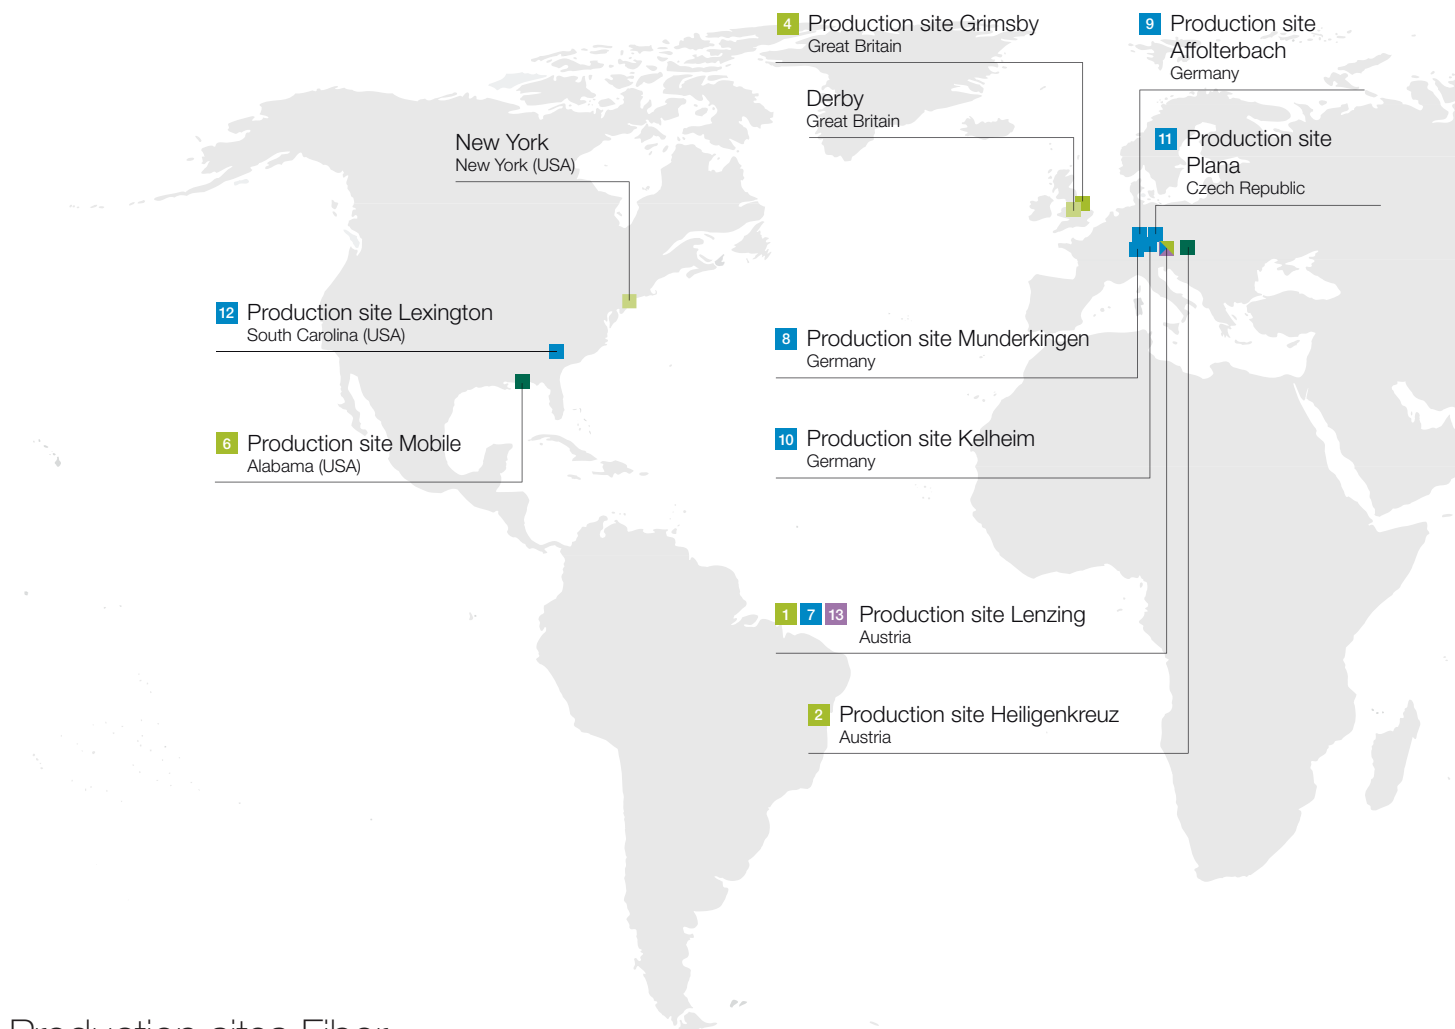 4 Production site Grimsby
Great Britain
9 Production site
Affolterbach
Germany
Derby
Great Britain
11 Production site
Plana
Czech Republic
New York
New York (USA)
12 Production site Lexington
South Carolina (USA)
8 Production site Munderkingen
Germany
6 Production site Mobile
Alabama (USA)
10 Production site Kelheim
Germany
1 7 13 Production site Lenzing
Austria
2 Production site Heiligenkreuz
Austria
Production sites Fiber